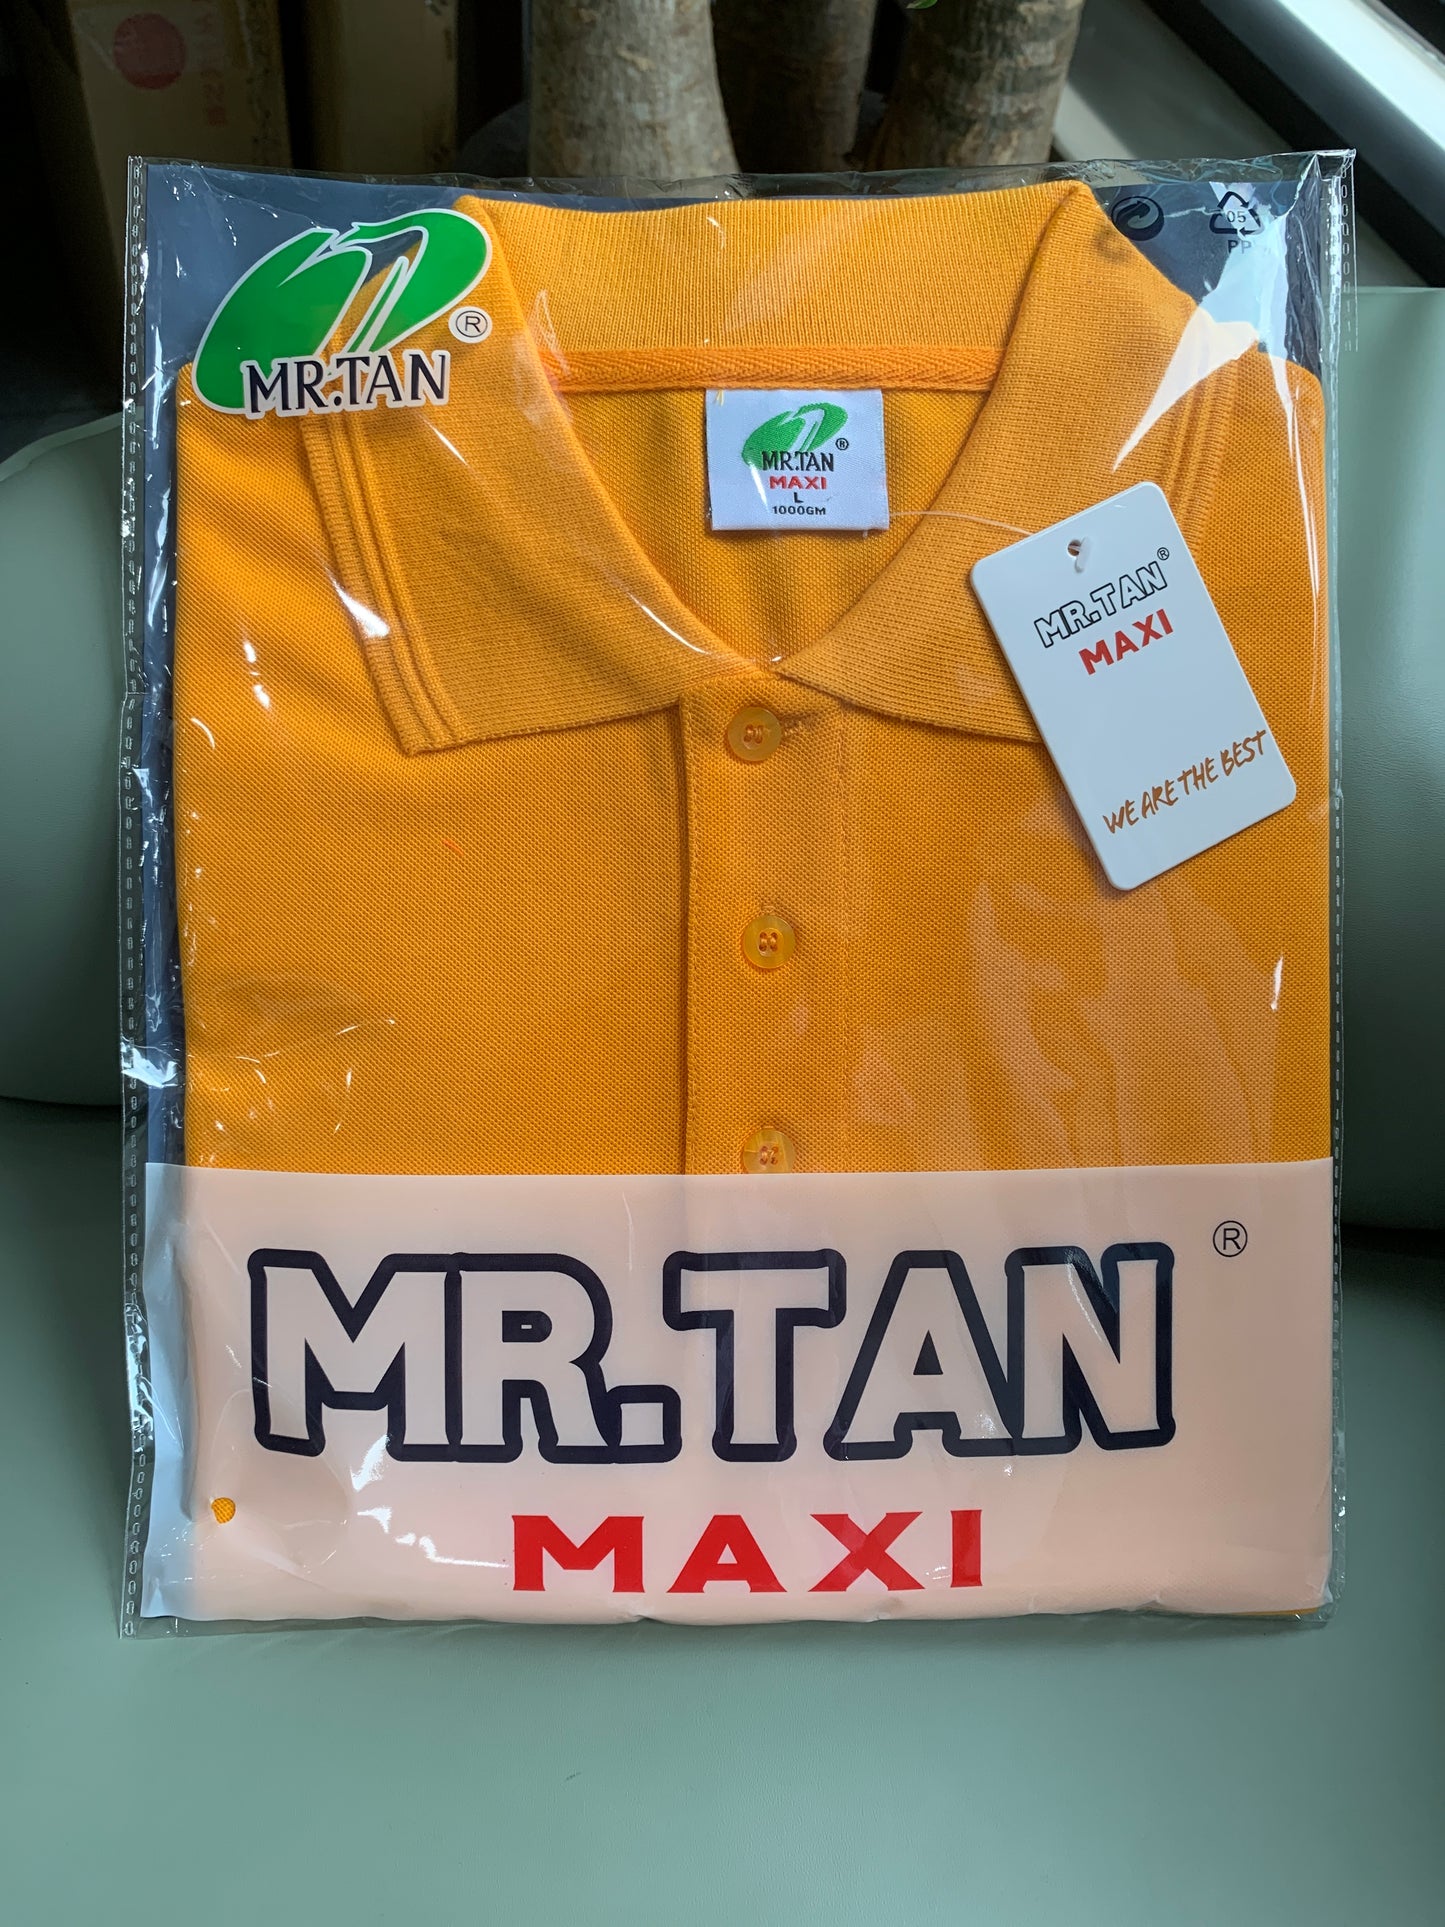 MR.TAN ®
05
PP
MR.TAN ®
MAXI
L
1000GM
MR.TAN ®
MAXI
WE ARE THE BEST
MR.TAN ®
MAXI